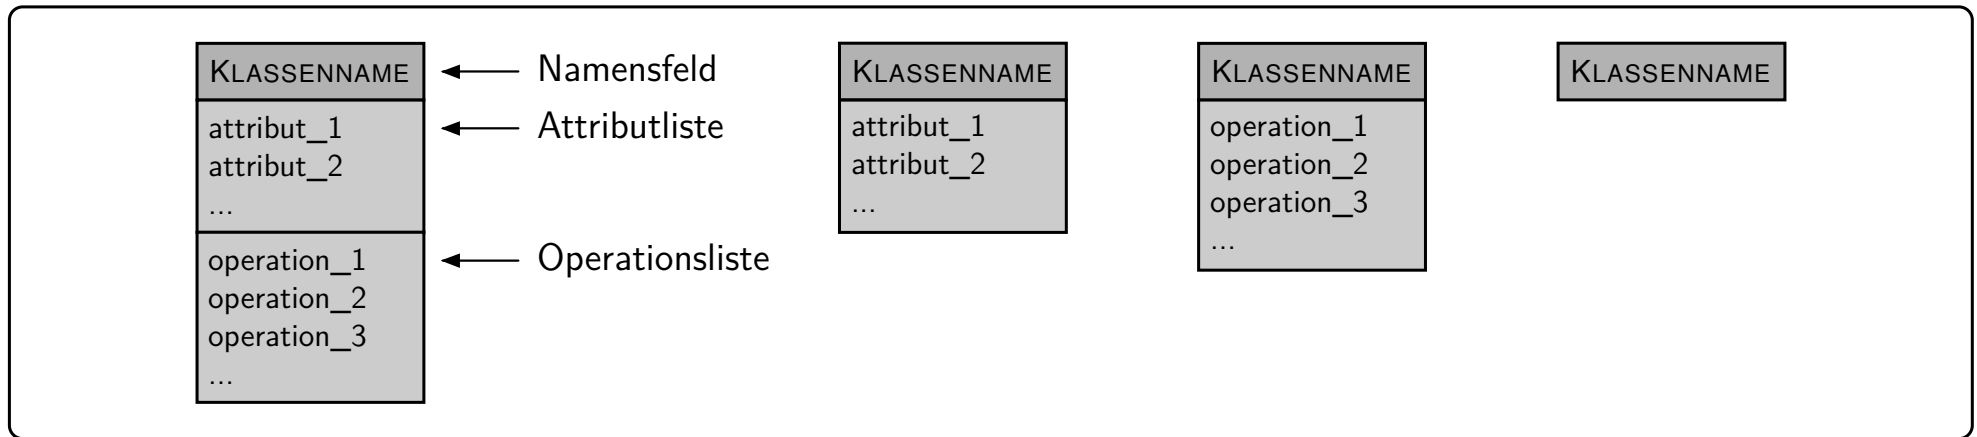 KLASSENNAME
attribut_1
attribut_2
...
operation_1
operation_2
operation_3
...
Namensfeld
Attributliste
Operationsliste
KLASSENNAME
attribut_1
attribut_2
...
KLASSENNAME
operation_1
operation_2
operation_3
...
KLASSENNAME